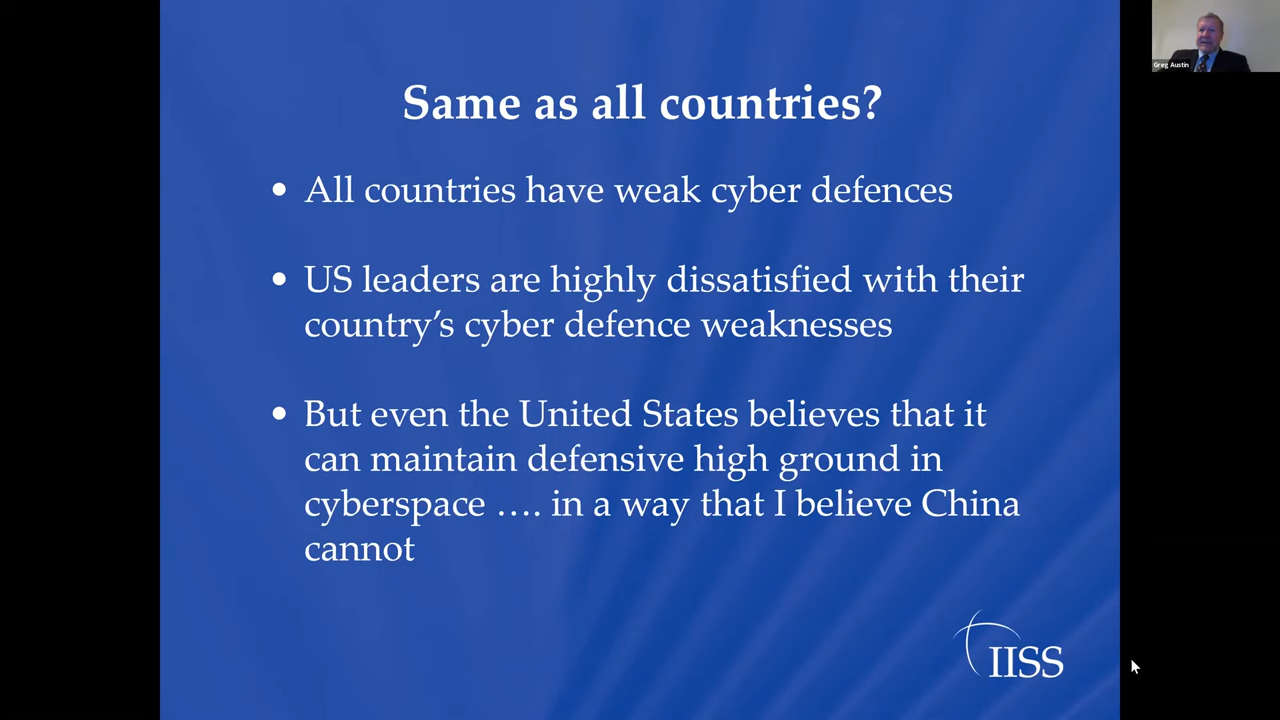 Same as all countries?
• All countries have weak cyber defences
• US leaders are highly dissatisfied with their
country’s cyber defence weaknesses
• But even the United States believes that it
can maintain defensive high ground in
cyberspace …. in a way that I believe China
cannot
IISS
Greg Austin